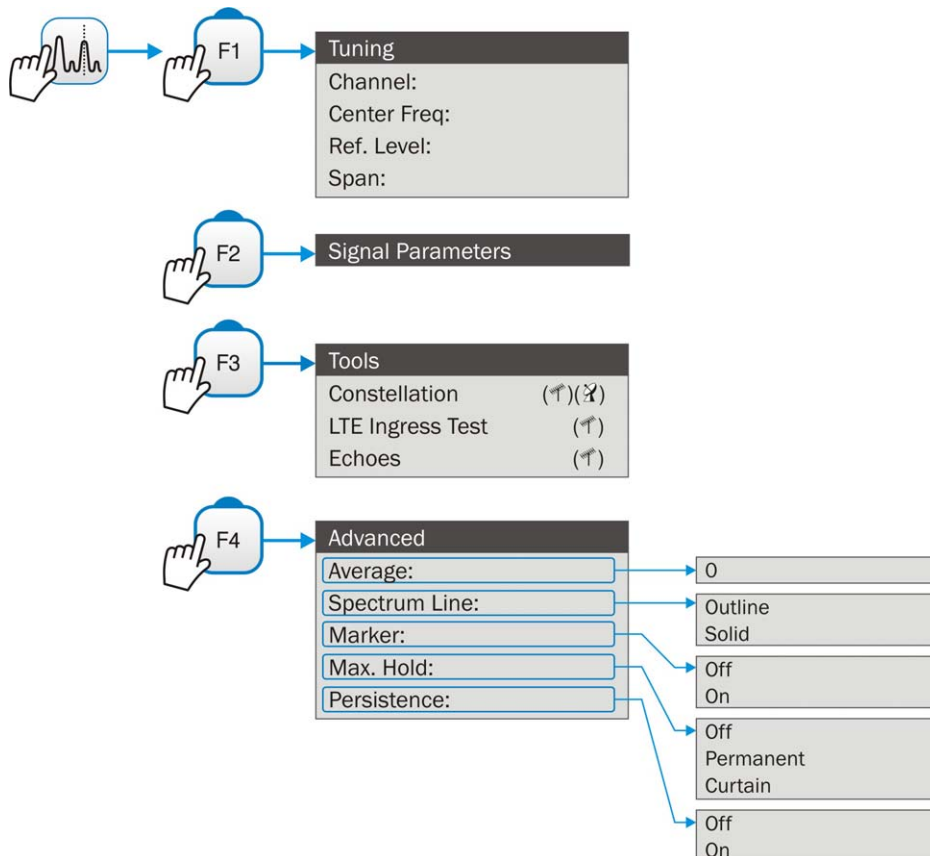 F1
Tuning
Channel:
Center Freq:
Ref. Level:
Span:
F2
Signal Parameters
F3
Tools
Constellation
LTE Ingress Test
Echoes
F4
Advanced
Average:
0
Spectrum Line:
Outline
Solid
Marker:
Off
On
Max. Hold:
Off
Permanent
Curtain
Persistence:
Off
On